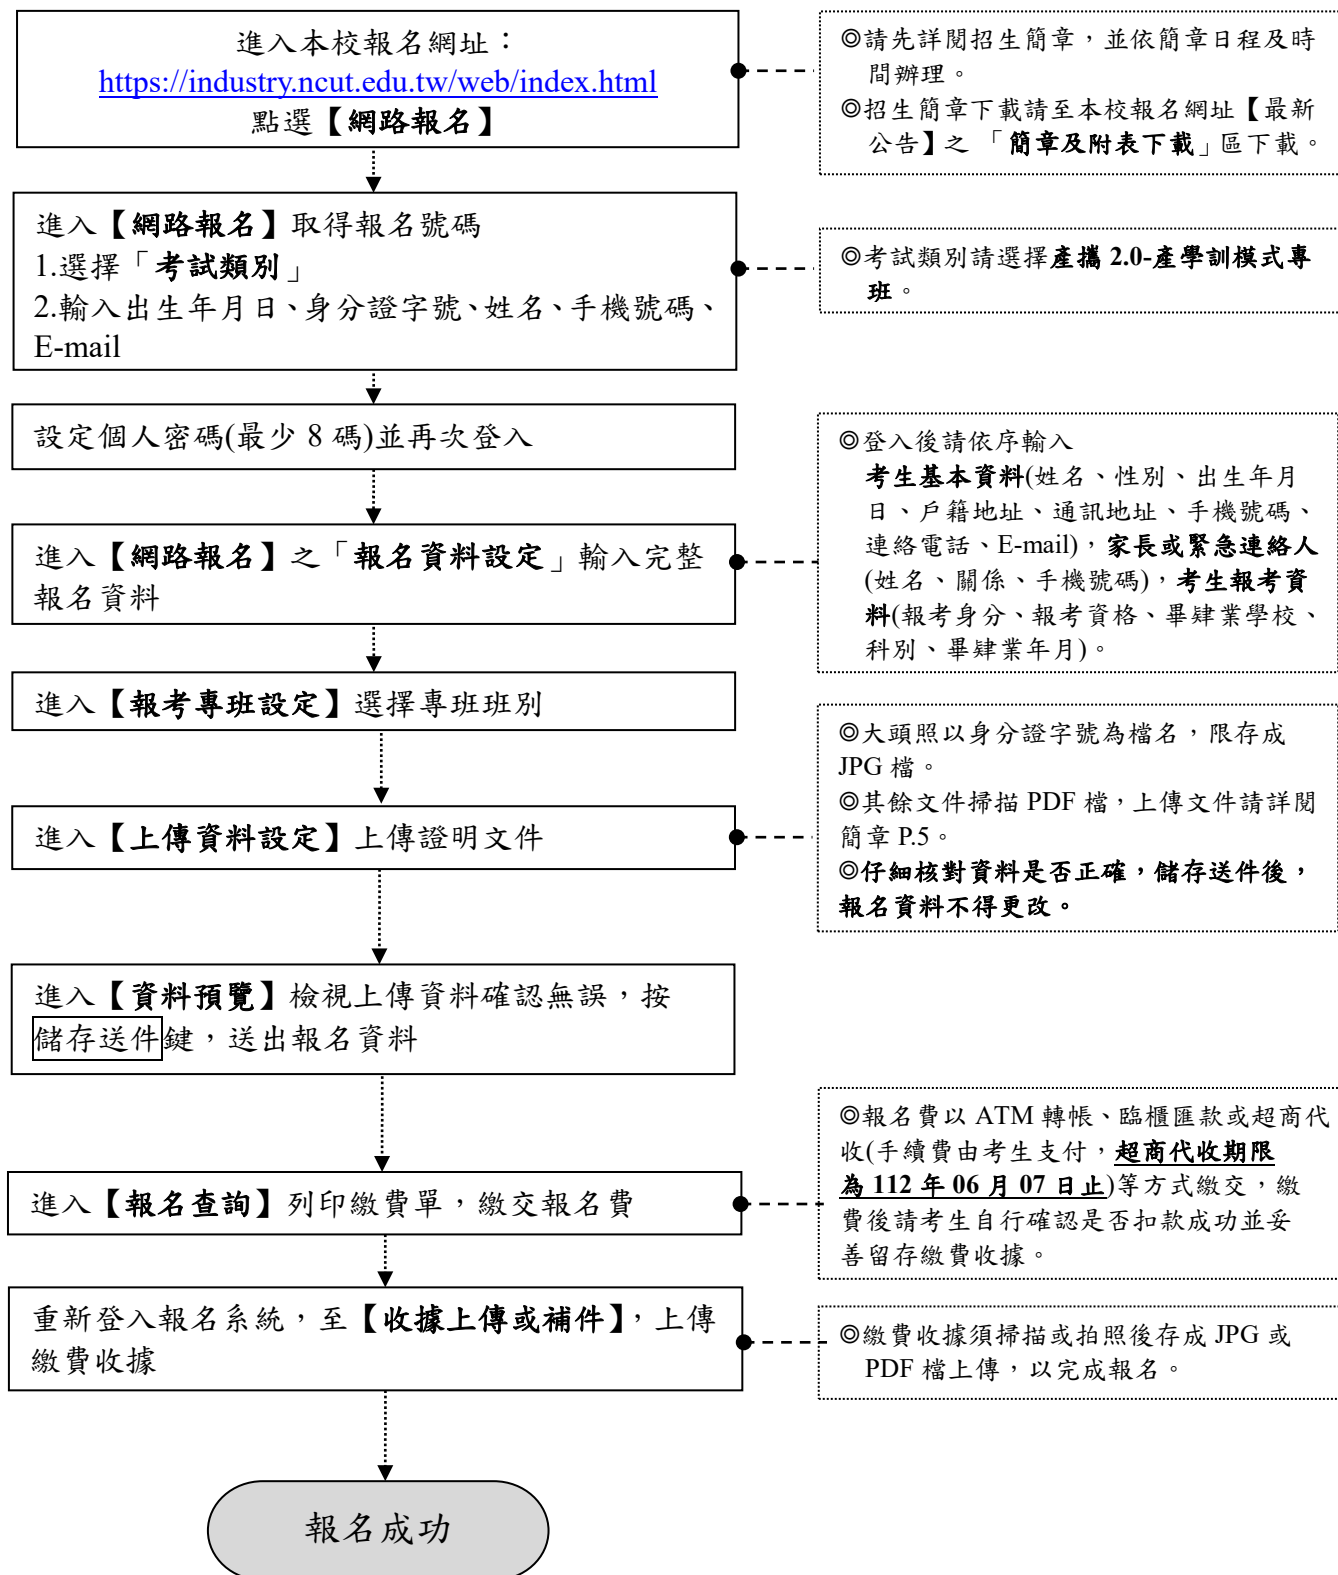 進入本校報名網址：
https://industry.ncut.edu.tw/web/index.html
點選【網路報名】
◎請先詳閱招生簡章，並依簡章日程及時
間辦理。
◎招生簡章下載請至本校報名網址【最新
公告】之 「簡章及附表下載」區下載。
進入【網路報名】取得報名號碼
1.選擇「考試類別」
2.輸入出生年月日、身分證字號、姓名、手機號碼、
E-mail
◎考試類別請選擇產攜 2.0-產學訓模式專
班。
設定個人密碼(最少 8 碼)並再次登入
進入【網路報名】之「報名資料設定」輸入完整
報名資料
◎登入後請依序輸入
考生基本資料(姓名、性別、出生年月
日、戶籍地址、通訊地址、手機號碼、
連絡電話、E-mail)，家長或緊急連絡人
(姓名、關係、手機號碼)，考生報考資
料(報考身分、報考資格、畢肄業學校、
科別、畢肄業年月)。
進入【報考專班設定】選擇專班班別
進入【上傳資料設定】上傳證明文件
◎大頭照以身分證字號為檔名，限存成
JPG 檔。
◎其餘文件掃描 PDF 檔，上傳文件請詳閱
簡章 P.5。
◎仔細核對資料是否正確，儲存送件後，
報名資料不得更改。
進入【資料預覽】檢視上傳資料確認無誤，按
儲存送件鍵，送出報名資料
進入【報名查詢】列印繳費單，繳交報名費
◎報名費以 ATM 轉帳、臨櫃匯款或超商代
收(手續費由考生支付，超商代收期限
為 112 年 06 月 07 日止)等方式繳交，繳
費後請考生自行確認是否扣款成功並妥
善留存繳費收據。
重新登入報名系統，至【收據上傳或補件】，上傳
繳費收據
◎繳費收據須掃描或拍照後存成 JPG 或
PDF 檔上傳，以完成報名。
報名成功